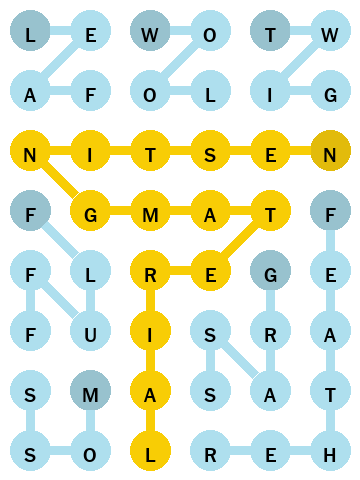 L E W O T W
A F O L I G
N I T S E N
F G M A T F
F L R E G E
F U I S R A
S M A S A T
S O L R E H